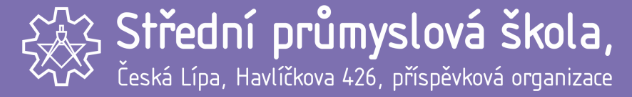 Střední průmyslová škola,
Česká Lípa, Havlíčkova 426, příspěvková organizace